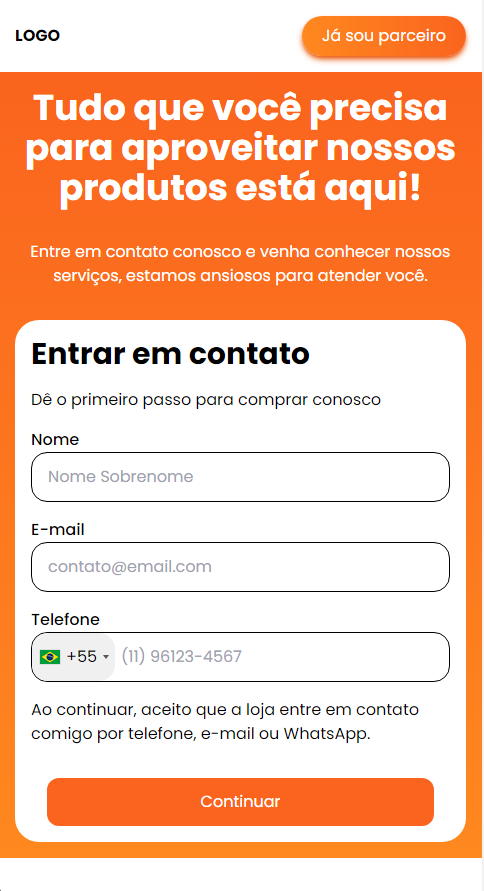 LOGO
Já sou parceiro
Tudo que você precisa
para aproveitar nossos
produtos está aqui!
Entre em contato conosco e venha conhecer nossos
serviços, estamos ansiosos para atender você.
Entrar em contato
Dê o primeiro passo para comprar conosco
Nome
Nome Sobrenome
E-mail
contato@email.com
Telefone
+55 (11) 96123-4567
Ao continuar, aceito que a loja entre em contato
comigo por telefone, e-mail ou WhatsApp.
Continuar